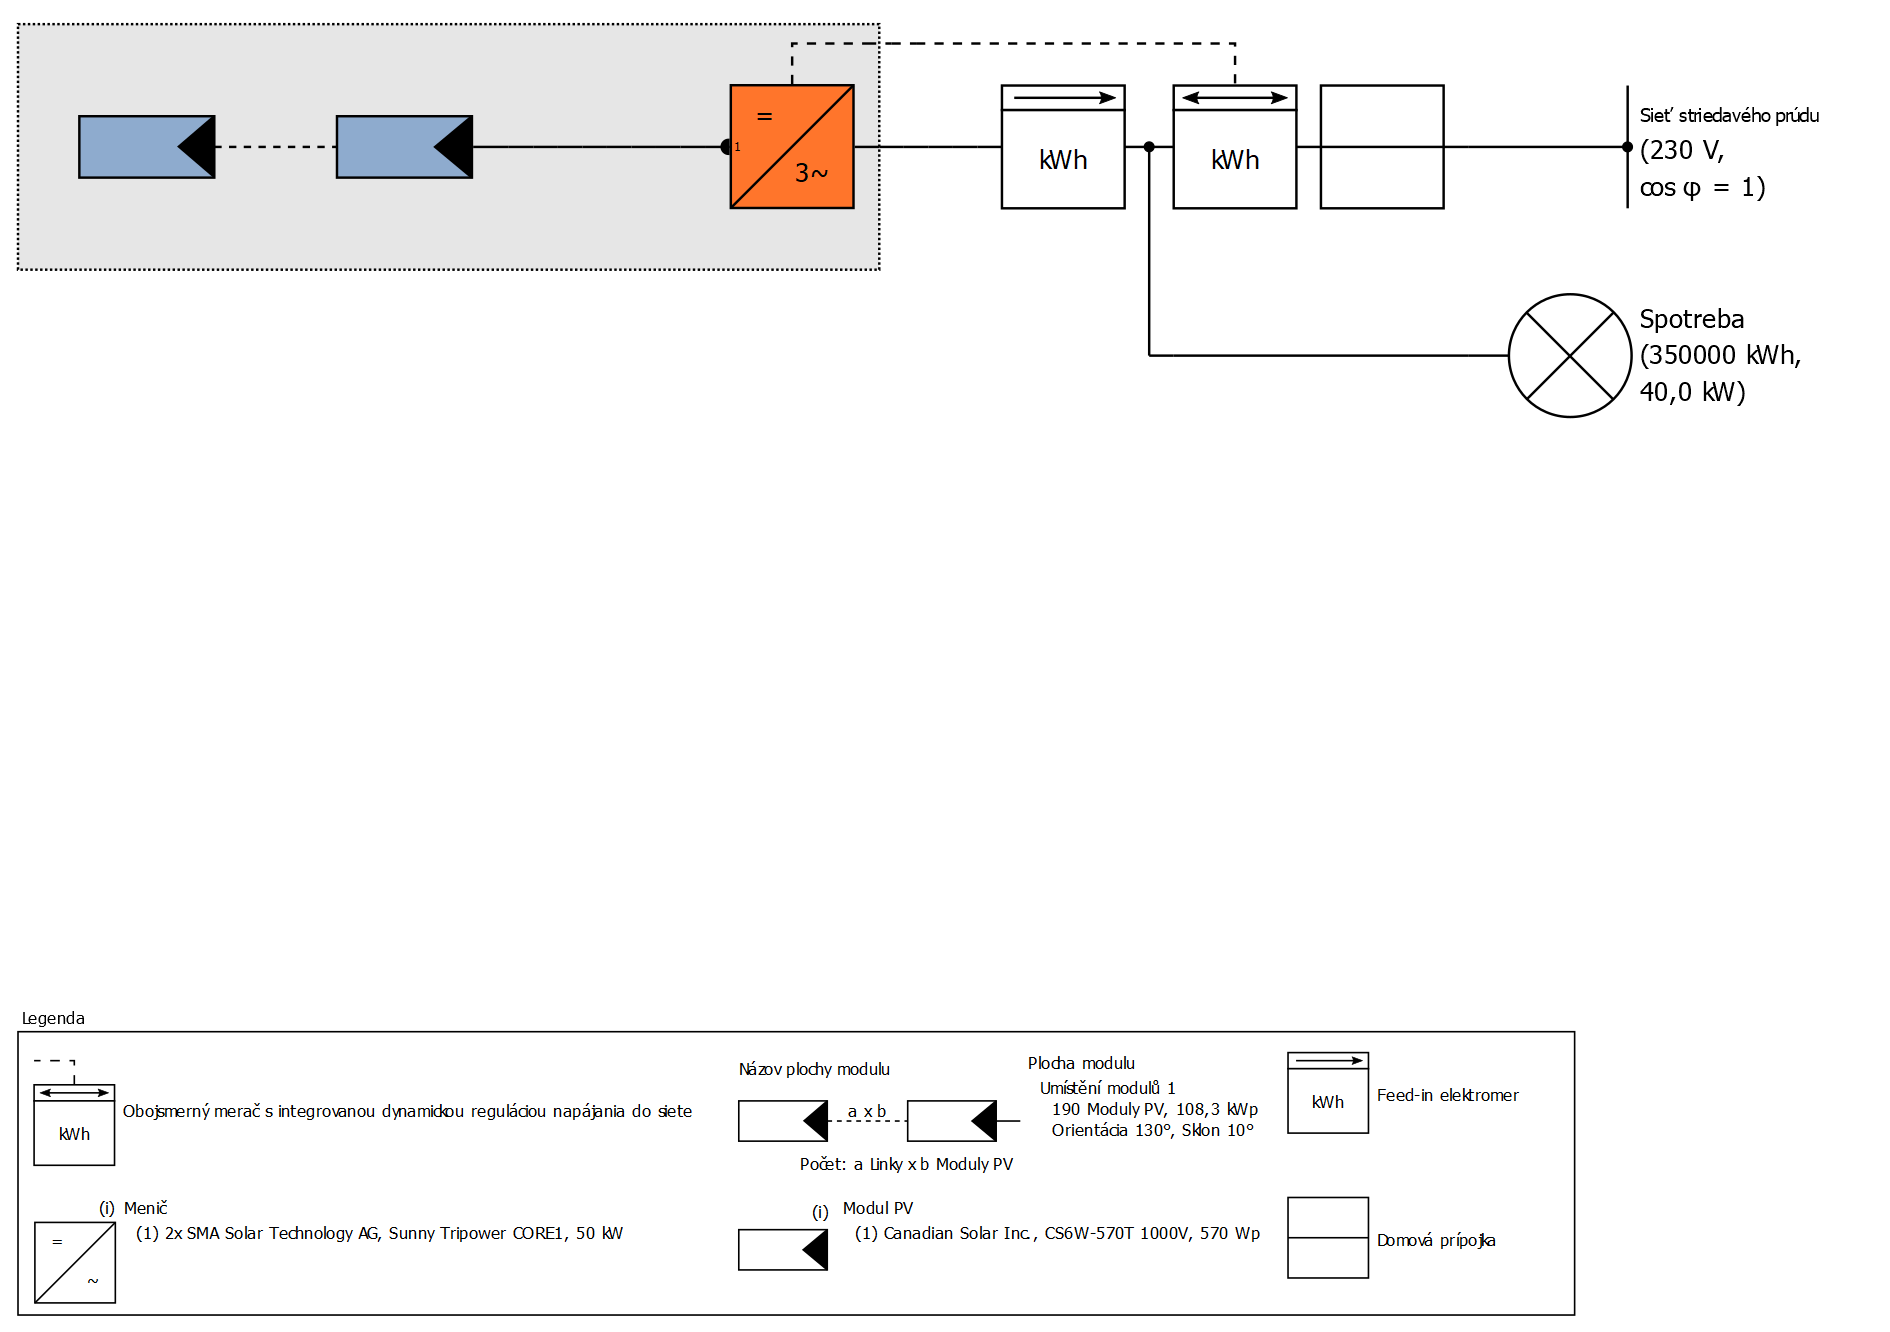 =
3~
1
kWh
kWh
Sieť striedavého prúdu
(230 V,
cos φ = 1)
Spotreba
(350000 kWh,
40,0 kW)
Legenda
kWh
Obojsmerný merač s integrovanou dynamickou reguláciou napájania do siete
Názov plochy modulu
a x b
Počet: a Linky x b Moduly PV
Plocha modulu
Umístění modulů 1
190 Moduly PV, 108,3 kWp
Orientácia 130°, Sklon 10°
kWh
Feed-in elektromer
(i) Menič
(1) 2x SMA Solar Technology AG, Sunny Tripower CORE1, 50 kW
=
~
(i) Modul PV
(1) Canadian Solar Inc., CS6W-570T 1000V, 570 Wp
Domová prípojka